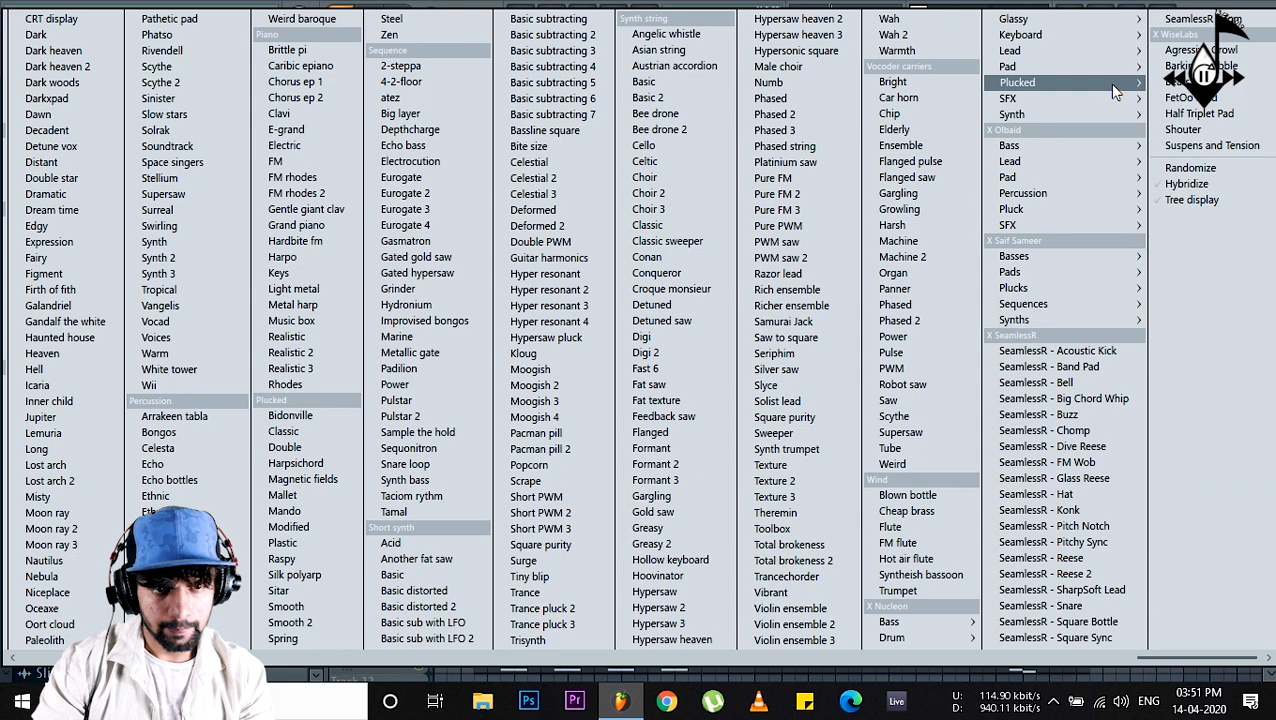 CRT display
Dark
Dark heaven
Dark heaven 2
Dark woods
Darkxpad
Dawn
Decadent
Detune vox
Distant
Double star
Dramatic
Dream time
Edgy
Expression
Fairy
Figment
Firth of fith
Galandriel
Gandalf the white
Haunted house
Heaven
Hell
Icaria
Inner child
Jupiter
Lemuria
Long
Lost arch
Lost arch 2
Misty
Moon ray
Moon ray 2
Moon ray 3
Nautilus
Nebula
Niceplace
Oceaxe
Oort cloud
Paleolith
Pathetic pad
Phatso
Rivendell
Scythe
Scythe 2
Sinister
Slow stars
Solrak
Soundtrack
Space singers
Stellium
Supersaw
Surreal
Swirling
Synth
Synth 2
Synth 3
Tropical
Vangelis
Vocad
Voices
Warm
White tower
Wii
Percussion
Arrakeen tabla
Bongos
Celesta
Echo
Echo bottles
Ethnic
Weird baroque
Piano
Brittle pi
Caribic epiano
Chorus ep 1
Chorus ep 2
Clavi
E-grand
Electric
FM
FM rhodes
FM rhodes 2
Gentle giant clav
Grand piano
Hardbite fm
Harpo
Keys
Light metal
Metal harp
Music box
Realistic
Realistic 2
Realistic 3
Rhodes
Plucked
Bidonville
Classic
Double
Harpsichord
Magnetic fields
Mallet
Mando
Modified
Plastic
Raspy
Silk polyarp
Sitar
Smooth
Smooth 2
Spring
Steel
Zen
Sequence
2-steppa
4-2-floor
atez
Big layer
Depthcharge
Echo bass
Electrocution
Eurogate
Eurogate 2
Eurogate 3
Eurogate 4
Gasmatron
Gated gold saw
Gated hypersaw
Grinder
Hydronium
Improvised bongos
Marine
Metallic gate
Padilion
Power
Pulstar
Pulstar 2
Sample the hold
Sequonitron
Snare loop
Synth bass
Taciom rythm
Tamal
Short synth
Acid
Another fat saw
Basic
Basic distorted
Basic distorted 2
Basic sub with LFO
Basic sub with LFO 2
Basic subtracting
Basic subtracting 2
Basic subtracting 3
Basic subtracting 4
Basic subtracting 5
Basic subtracting 6
Basic subtracting 7
Bassline square
Bite size
Celestial
Celestial 2
Celestial 3
Deformed
Deformed 2
Double PWM
Guitar harmonics
Hyper resonant
Hyper resonant 2
Hyper resonant 3
Hyper resonant 4
Hypersaw pluck
Kloug
Moogish
Moogish 2
Moogish 3
Moogish 4
Pacman pill
Pacman pill 2
Popcorn
Scrape
Short PWM
Short PWM 2
Short PWM 3
Square purity
Surge
Tiny blip
Trance
Trance pluck 2
Trance pluck 3
Trisynth
Synth string
Angelic whistle
Asian string
Austrian accordion
Basic
Basic 2
Bee drone
Bee drone 2
Cello
Celtic
Choir
Choir 2
Choir 3
Classic
Classic sweeper
Conan
Conqueror
Croque monsieur
Detuned
Detuned saw
Digi
Digi 2
Fast 6
Fat saw
Fat texture
Feedback saw
Flanged
Formant
Formant 2
Formant 3
Gargling
Gold saw
Greasy
Greasy 2
Hollow keyboard
Hoovinator
Hypersaw
Hypersaw 2
Hypersaw 3
Hypersaw heaven
Hypersaw heaven 2
Hypersaw heaven 3
Hypersonic square
Male choir
Numb
Phased
Phased 2
Phased 3
Phased string
Platinium saw
Pure FM
Pure FM 2
Pure FM 3
Pure PWM
PWM saw
PWM saw 2
Razor lead
Rich ensemble
Richer ensemble
Samurai Jack
Saw to square
Seriphim
Silver saw
Slyce
Solist lead
Square purity
Sweeper
Synth trumpet
Texture
Texture 2
Texture 3
Theremin
Toolbox
Total brokeness
Total brokeness 2
Trancechorder
Vibrant
Violin ensemble
Violin ensemble 2
Violin ensemble 3
Wah
Wah 2
Warmth
Vocoder carriers
Bright
Car horn
Chip
Elderly
Ensemble
Flanged pulse
Flanged saw
Gargling
Growling
Harsh
Machine
Machine 2
Organ
Panner
Phased
Phased 2
Power
Pulse
PWM
Robot saw
Saw
Scythe
Supersaw
Tube
Weird
Wind
Blown bottle
Cheap brass
Flute
FM flute
Hot air flute
Syntheish bassoon
Trumpet
X Nucleon
Bass
Drum
Glassy
Keyboard
Lead
Pad
Plucked
SFX
Synth
X Olbaid
Bass
Lead
Pad
Percussion
Pluck
SFX
X Saif Sameer
Basses
Pads
Plucks
Sequences
Synths
X SeamlessR
SeamlessR - Acoustic Kick
SeamlessR - Band Pad
SeamlessR - Bell
SeamlessR - Big Chord Whip
SeamlessR - Buzz
SeamlessR - Chomp
SeamlessR - Dive Reese
SeamlessR - FM Wob
SeamlessR - Glass Reese
SeamlessR - Hat
SeamlessR - Konk
SeamlessR - Pitch Notch
SeamlessR - Pitchy Sync
SeamlessR - Reese
SeamlessR - Reese 2
SeamlessR - SharpSoft Lead
SeamlessR - Snare
SeamlessR - Square Bottle
SeamlessR - Square Sync
X WiseLabs
Half Triplet Pad
Shouter
Suspens and Tension
Randomize
Hybridize
Tree display
Ps
Pr
Live
U: 114.90 kbit/s
D: 940.11 kbit/s
ENG
03:51 PM
14-04-2020